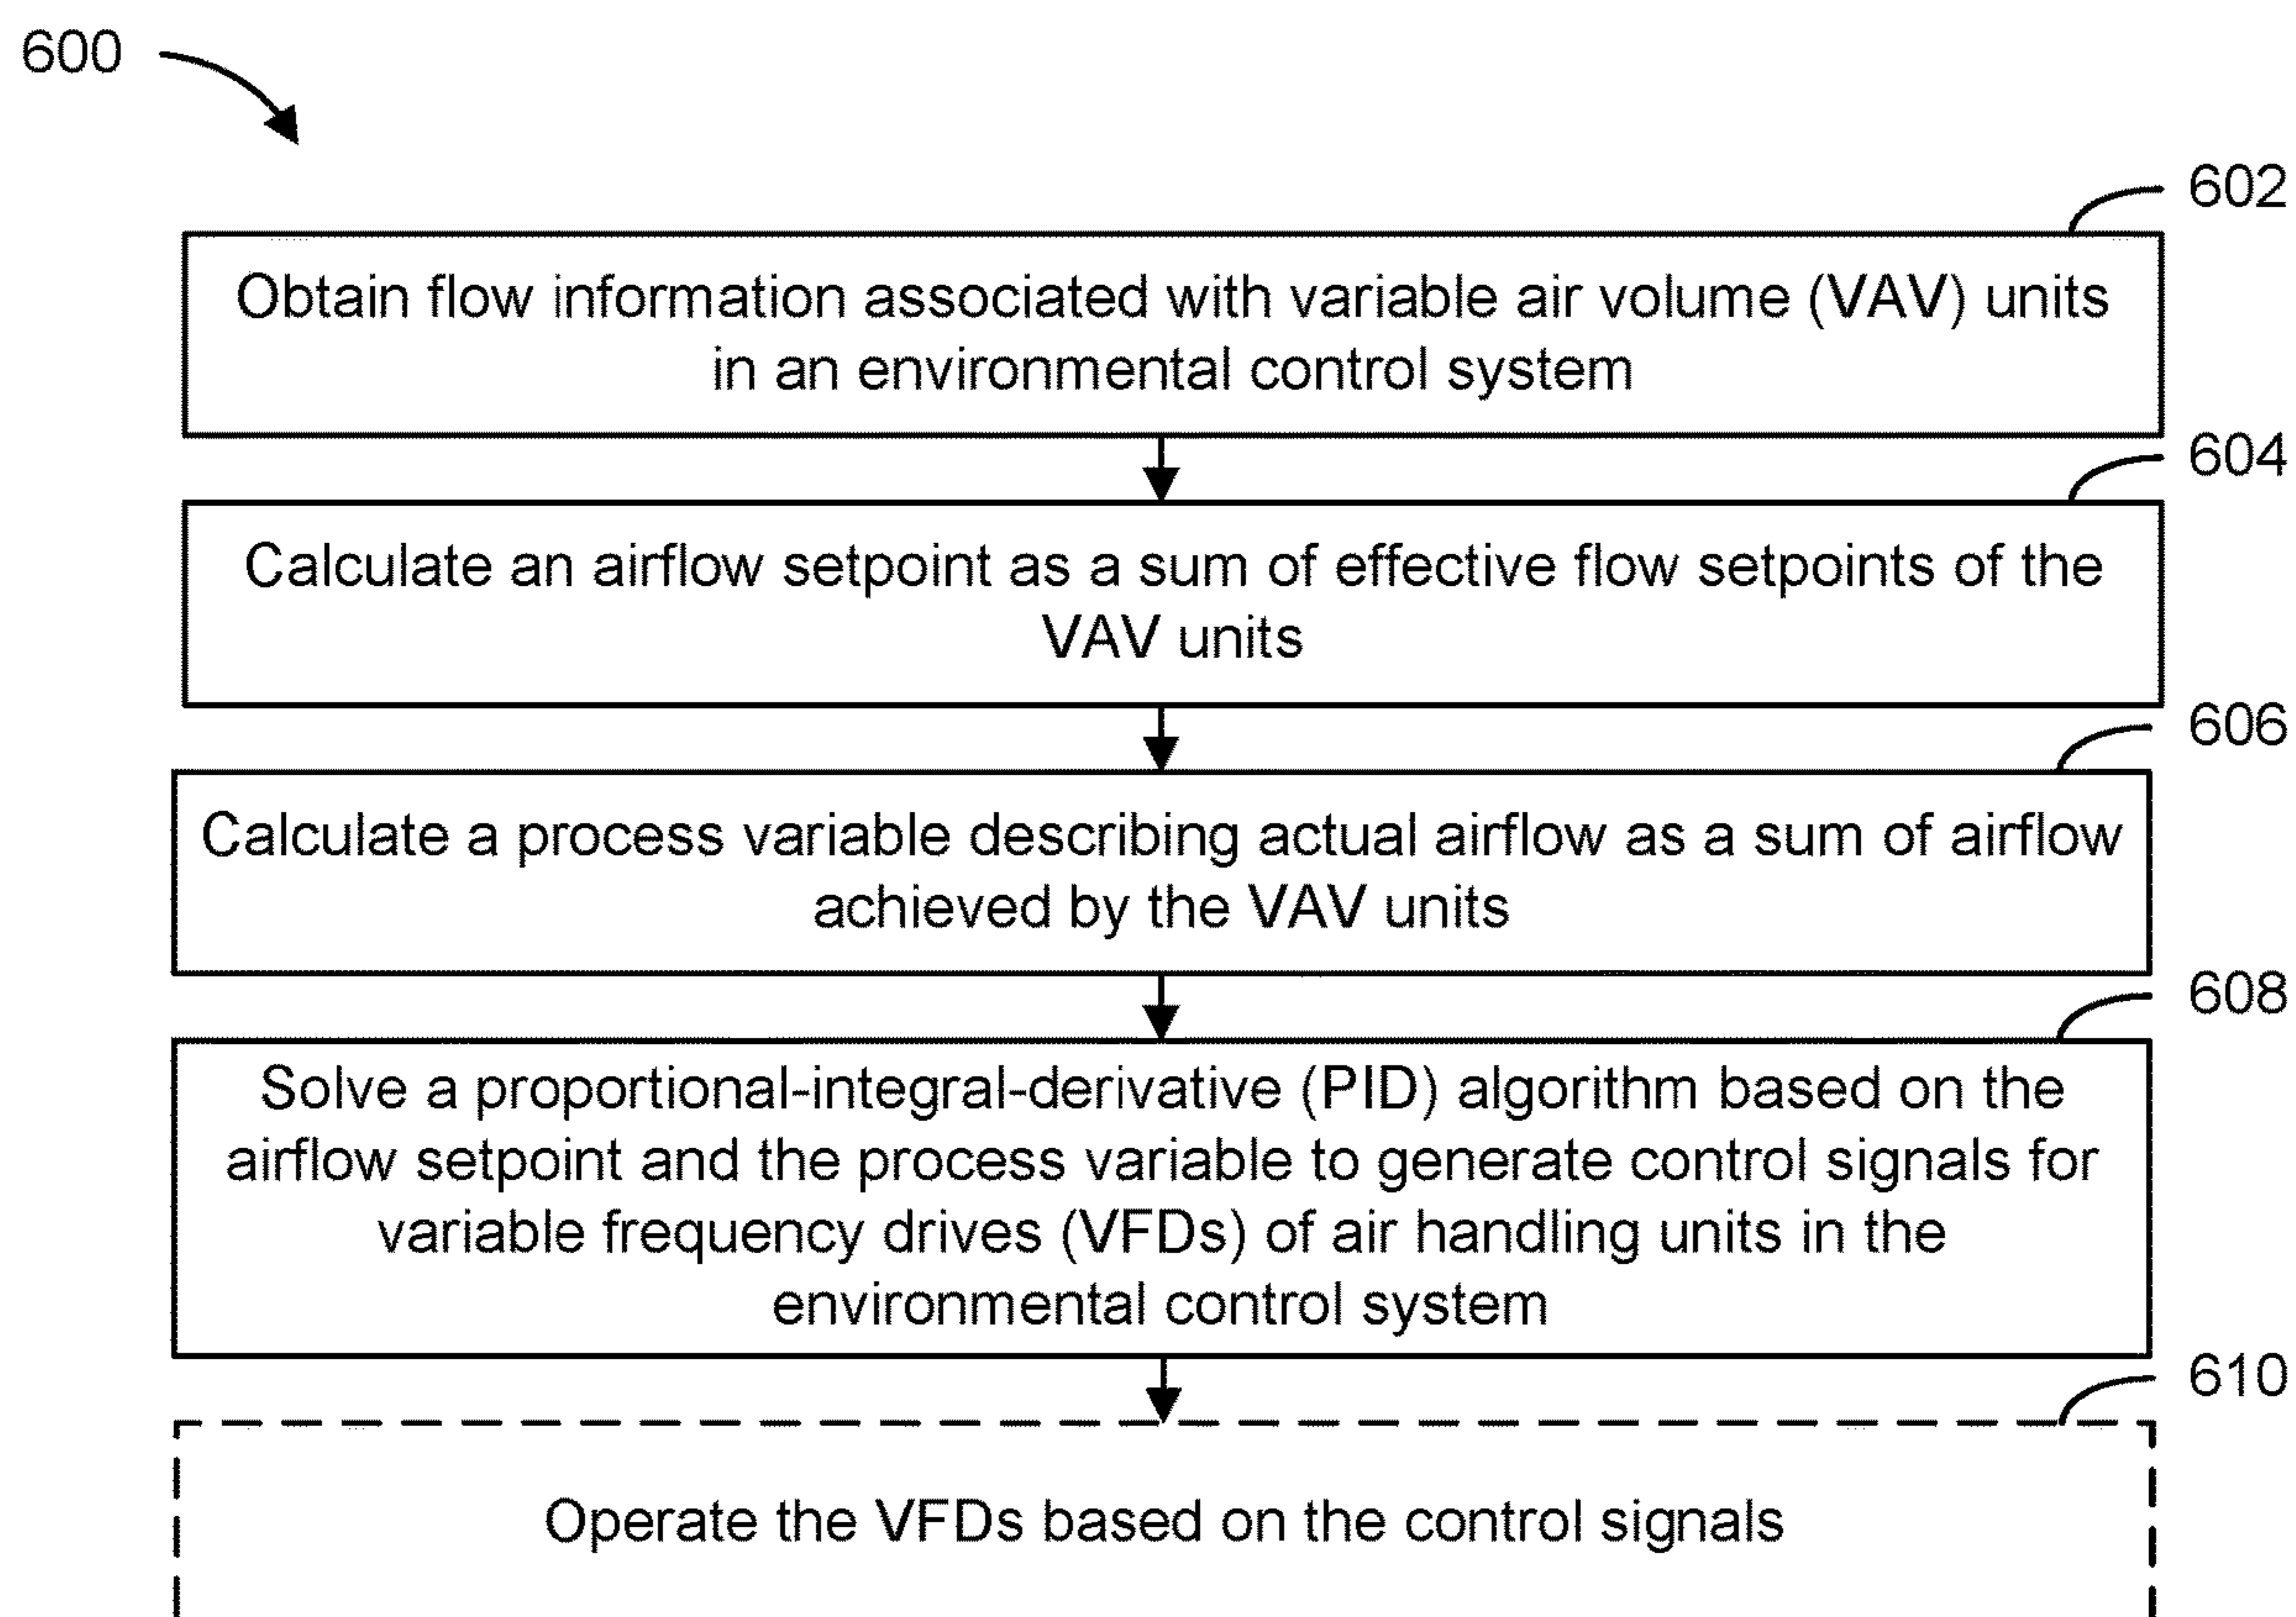 600
602
Obtain flow information associated with variable air volume (VAV) units
in an environmental control system
604
Calculate an airflow setpoint as a sum of effective flow setpoints of the
VAV units
606
Calculate a process variable describing actual airflow as a sum of airflow
achieved by the VAV units
608
Solve a proportional-integral-derivative (PID) algorithm based on the
airflow setpoint and the process variable to generate control signals for
variable frequency drives (VFDs) of air handling units in the
environmental control system
610
Operate the VFDs based on the control signals